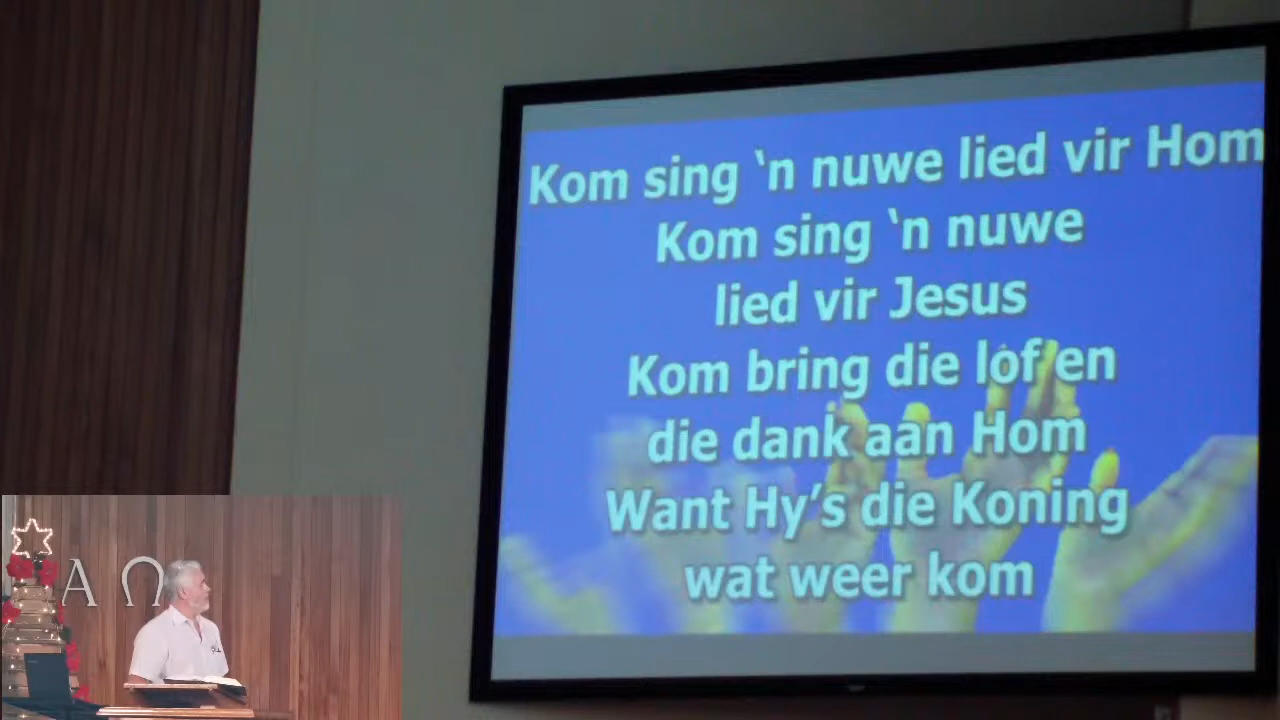 Kom sing ‘n nuwe lied vir Hom
Kom sing ‘n nuwe
lied vir Jesus
Kom bring die lof en
die dank aan Hom
Want Hy’s die Koning
wat weer kom
Α Ω